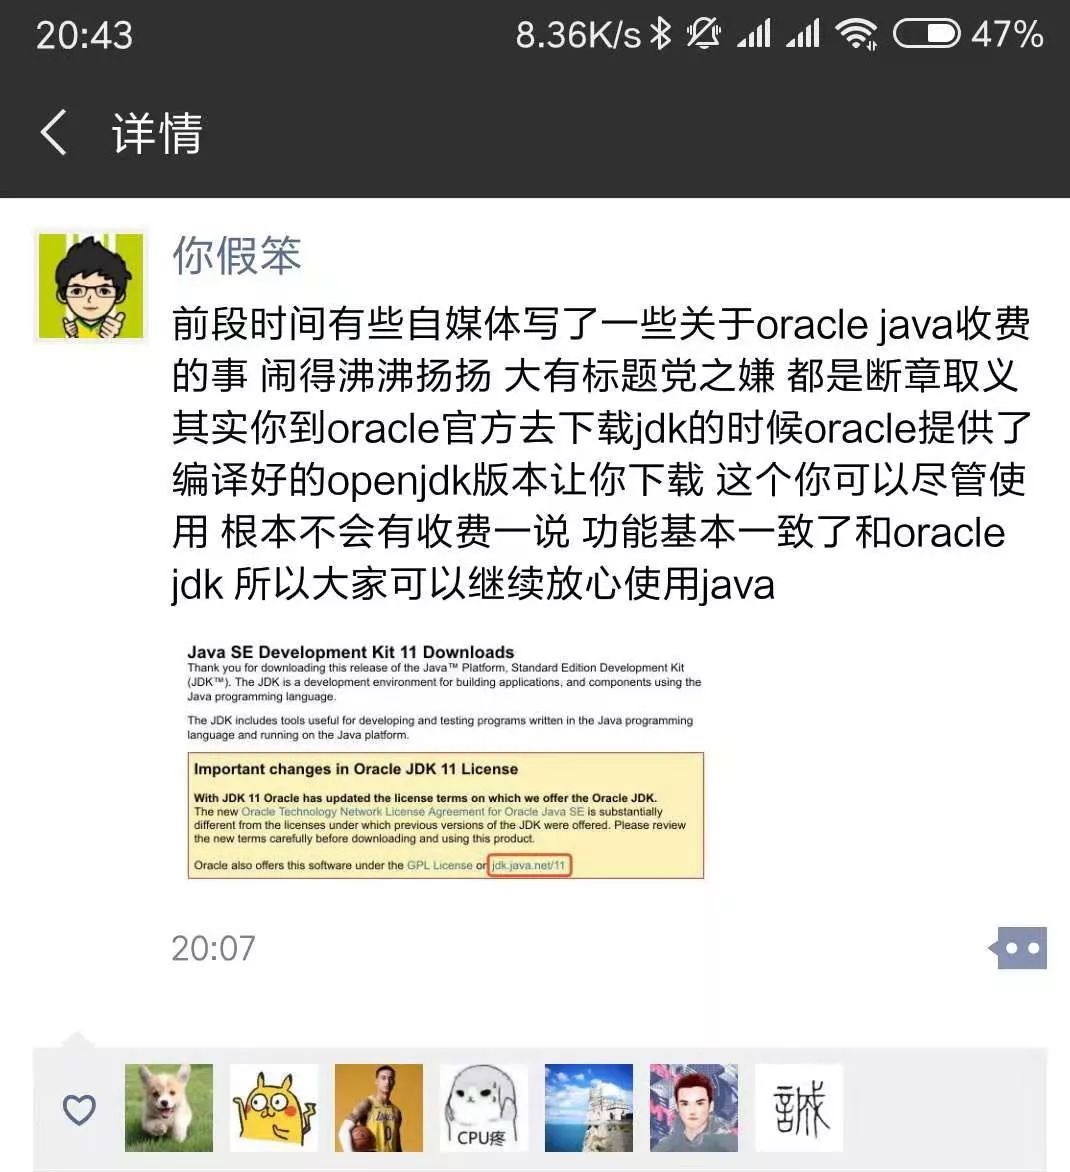 20:43
8.36K/s
47%
详情
你假笨
前段时间有些自媒体写了一些关于oracle java收费
的事 闹得沸沸扬扬 大有标题党之嫌 都是断章取义
其实你到oracle官方去下载jdk的时候oracle提供了
编译好的openjdk版本让你下载 这个你可以尽管使
用 根本不会有收费一说 功能基本一致了和oracle
jdk 所以大家可以继续放心使用java
Java SE Development Kit 11 Downloads
Thank you for downloading this release of the Java™ Platform, Standard Edition Development Kit
(JDK™). The JDK is a development environment for building applications, and components using the
Java programming language.
The JDK includes tools useful for developing and testing programs written in the Java programming
language and running on the Java platform.
Important changes in Oracle JDK 11 License
With JDK 11 Oracle has updated the license terms on which we offer the Oracle JDK.
The new Oracle Technology Network License Agreement for Oracle Java SE is substantially
different from the licenses under which previous versions of the JDK were offered. Please review
the new terms carefully before downloading and using this product.
Oracle also offers this software under the GPL License on jdk.java.net/11
20:07
CPU疼
誠